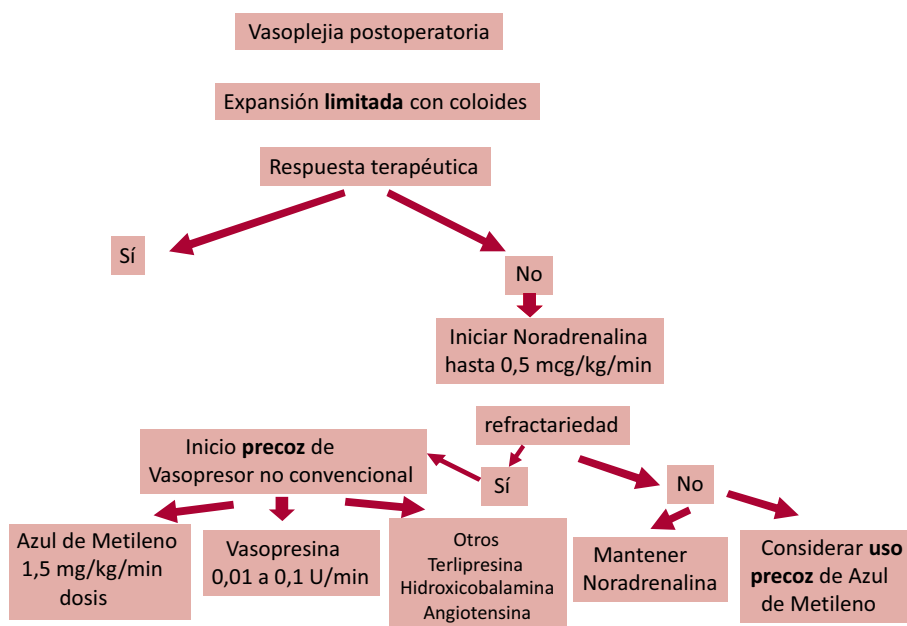 Vasoplejia postoperatoria
Expansión limitada con coloides
Respuesta terapéutica
Sí
No
Iniciar Noradrenalina
hasta 0,5 mcg/kg/min
refractariedad
Inicio precoz de
Vasopresor no convencional
Sí
No
Azul de Metileno
1,5 mg/kg/min
dosis
Vasopresina
0,01 a 0,1 U/min
Otros
Terlipresina
Hidroxicobalamina
Angiotensina
Mantener
Noradrenalina
Considerar uso
precoz de Azul
de Metileno